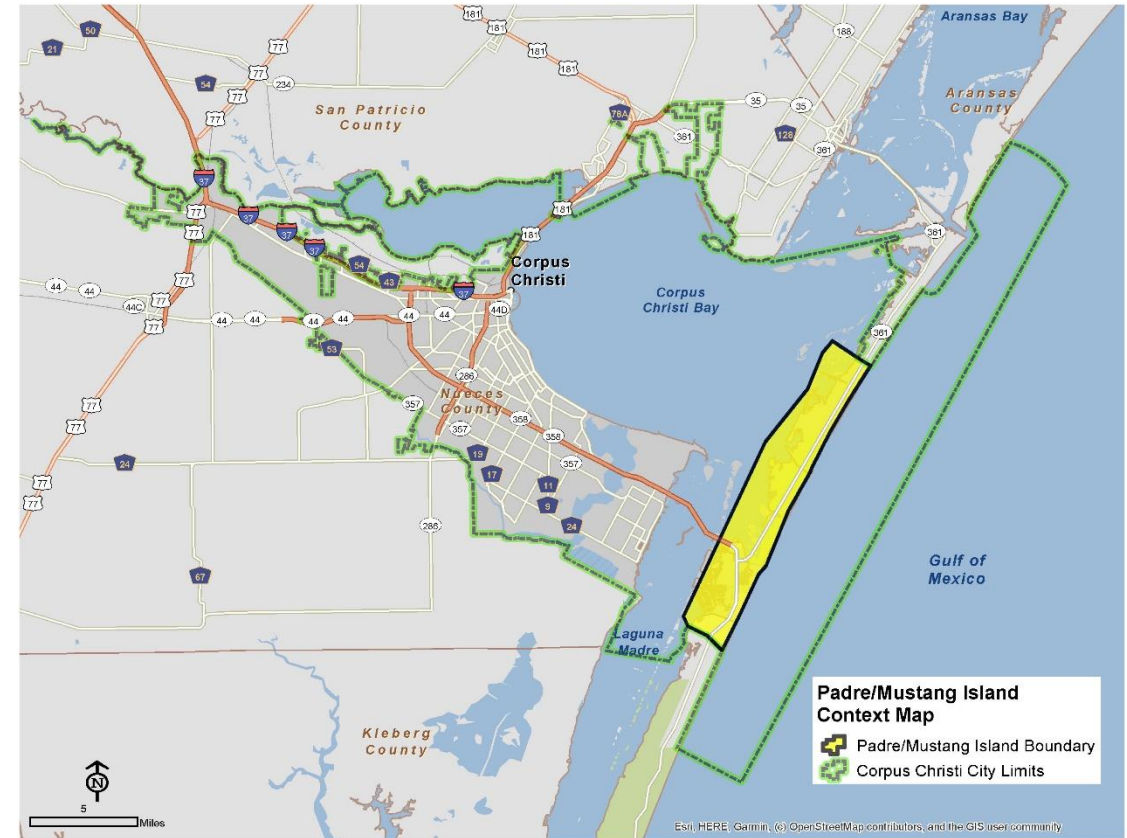 Aransas Bay
181
188
50
21
77
181
77
181
54
234
77
Aransas
County
San Patricio
County
78A
35
35
381
128
361
37
181
77
37
181
37
361
77
37
54
Corpus
Christi
43
37
Corpus
Christi Bay
44
44
44C
44
44
44
44
44
44D
77
361
53
286
Nueces
County
357
358
77
357
358
19
357
77
24
17
11
9
77
286
24
67
Gulf of
Mexico
Laguna
Madre
Padre/Mustang Island
Context Map
Padre/Mustang Island Boundary
Corpus Christi City Limits
Kleberg
County
N
5
Miles
Esri, HERE, Garmin, (c) OpenStreetMap contributors, and the GIS user community